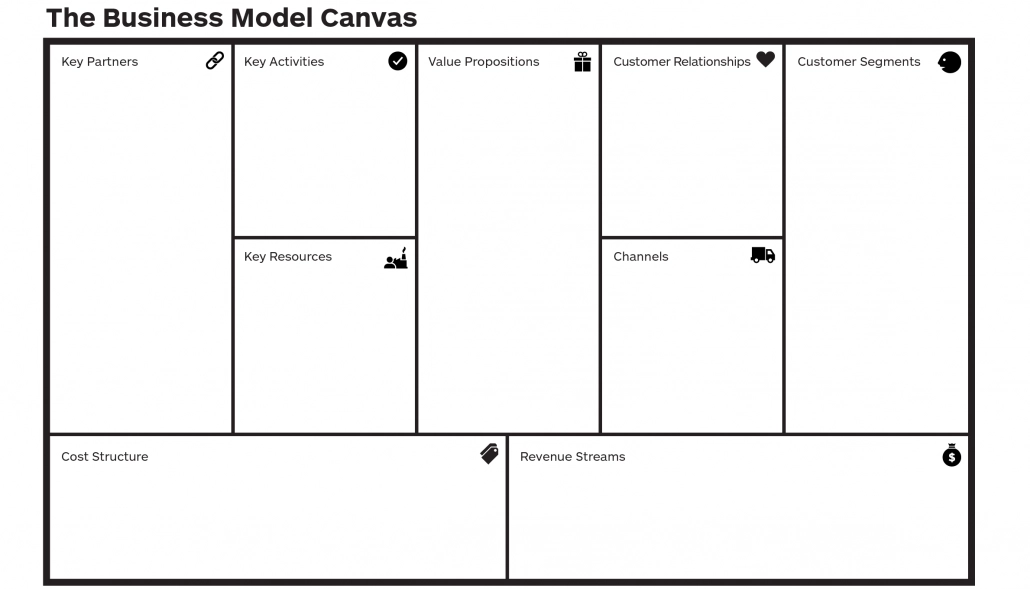 The Business Model Canvas
Key Partners
Key Activities
Value Propositions
Customer Relationships
Customer Segments
Key Resources
Channels
Cost Structure
Revenue Streams
$